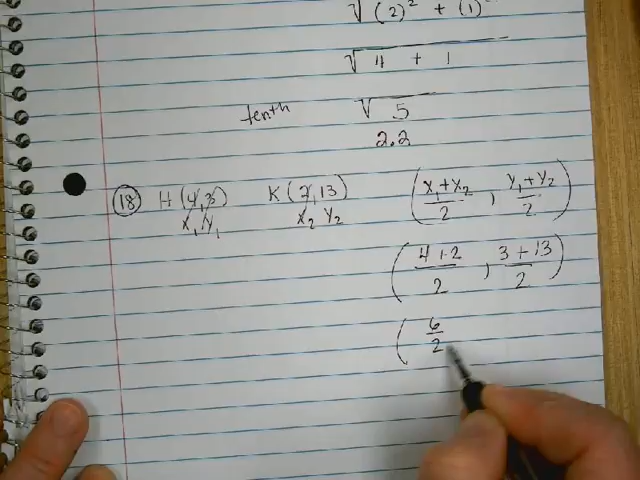 √(2)² + (1)²
√4 + 1
tenth √5
2.2
18 H(4,3) K(2,13) (x₁+x₂/2, y₁+y₂/2)
x₁ y₁ x₂ y₂
(4+2/2, 3+13/2)
(6/2